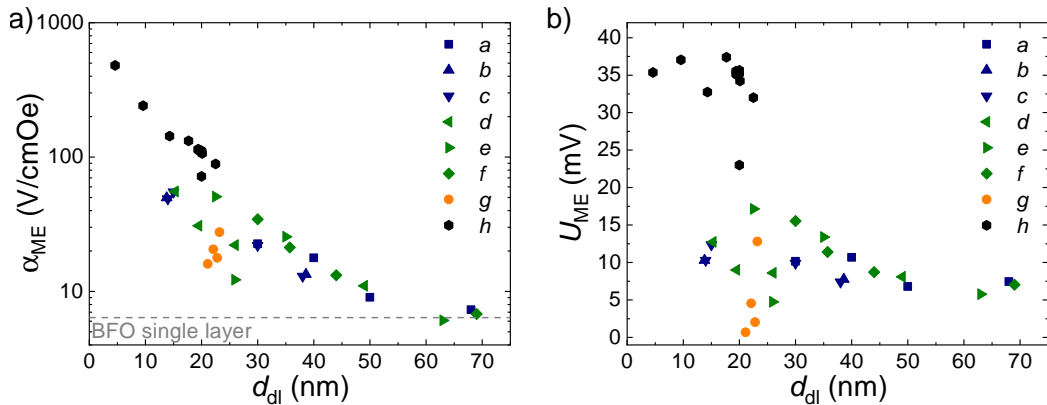 a)
α_ME (V/cmOe)
1000
100
10
BFO single layer
0 10 20 30 40 50 60 70
d_dl (nm)
a
b
c
d
e
f
g
h
b)
U_ME (mV)
40
35
30
25
20
15
10
5
0
0 10 20 30 40 50 60 70
d_dl (nm)
a
b
c
d
e
f
g
h